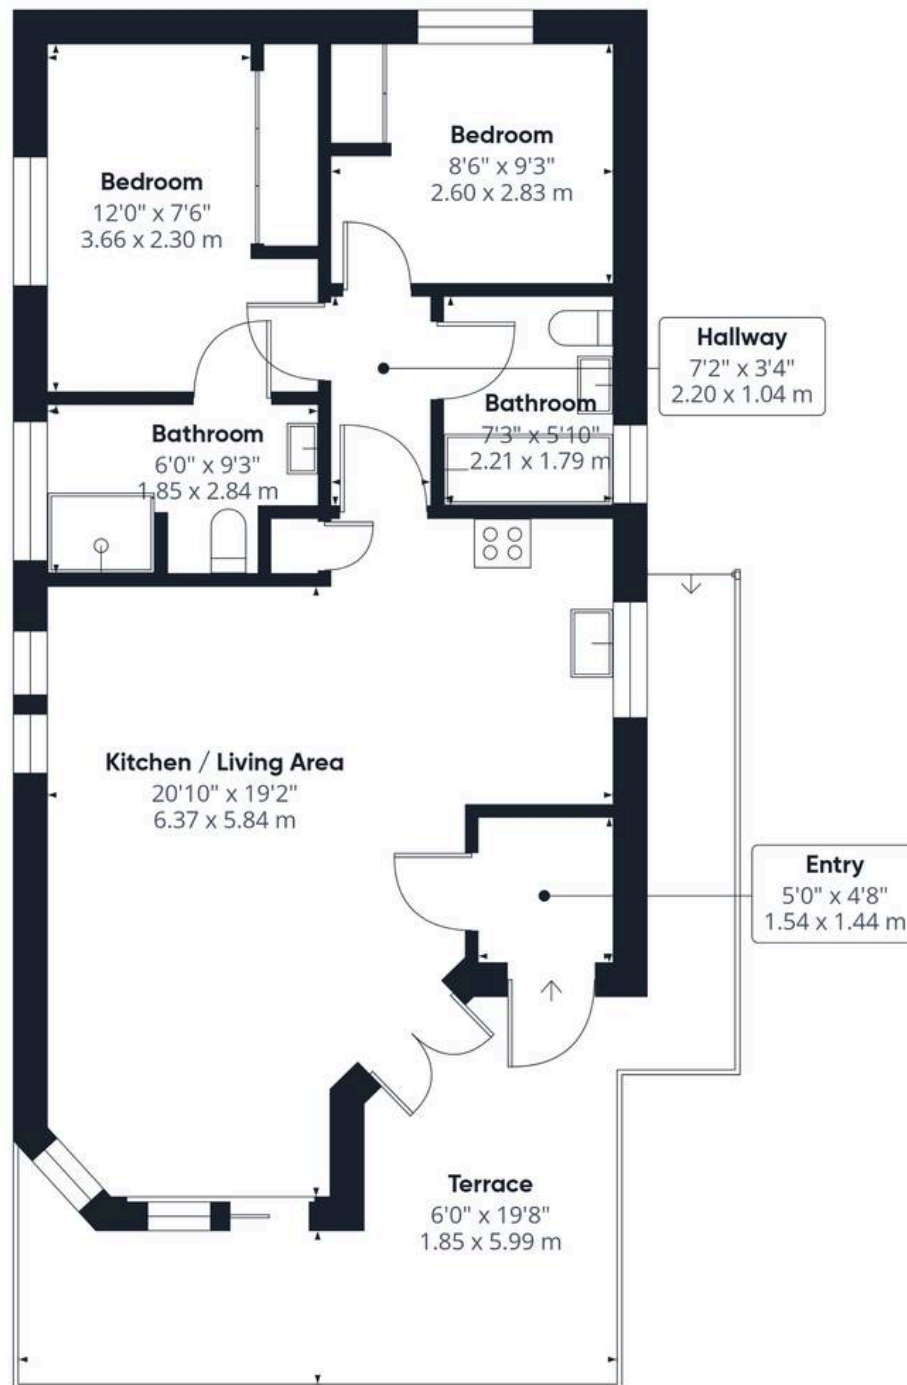 Bedroom
8'6" x 9'3"
2.60 x 2.83 m
Bedroom
12'0" x 7'6"
3.66 x 2.30 m
Hallway
7'2" x 3'4"
2.20 x 1.04 m
Bathroom
7'3" x 5'10"
2.21 x 1.79 m
Bathroom
6'0" x 9'3"
1.85 x 2.84 m
Kitchen / Living Area
20'10" x 19'2"
6.37 x 5.84 m
Entry
5'0" x 4'8"
1.54 x 1.44 m
Terrace
6'0" x 19'8"
1.85 x 5.99 m